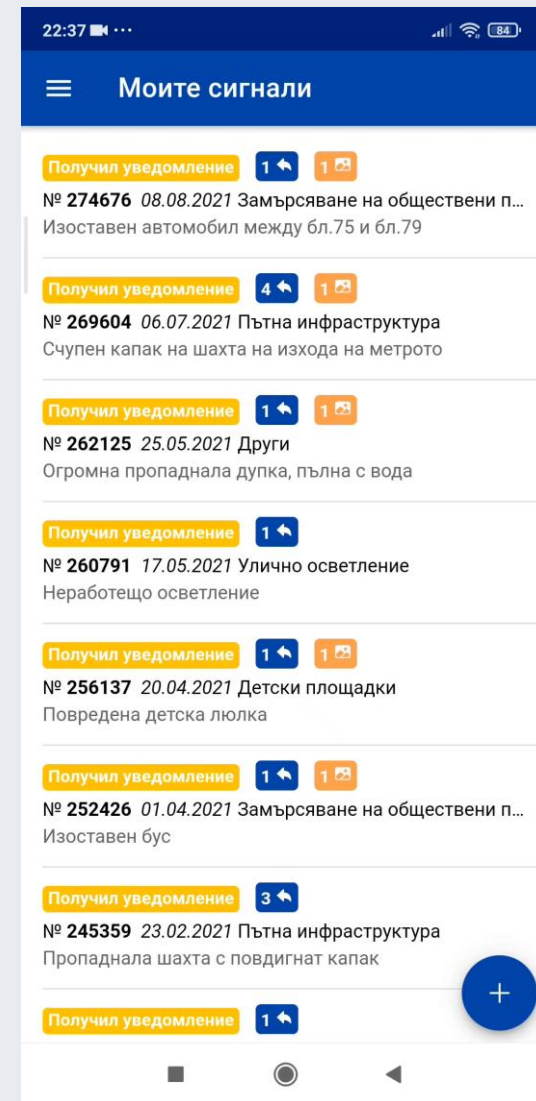 22:37 ... 84
Моите сигнали
Получил уведомление 1 1
№ 274676 08.08.2021 Замърсяване на обществени п...
Изоставен автомобил между бл.75 и бл.79
Получил уведомление 4 1
№ 269604 06.07.2021 Пътна инфраструктура
Счупен капак на шахта на изхода на метрото
Получил уведомление 1 1
№ 262125 25.05.2021 Други
Огромна пропаднала дупка, пълна с вода
Получил уведомление 1
№ 260791 17.05.2021 Улично осветление
Неработещо осветление
Получил уведомление 1 1
№ 256137 20.04.2021 Детски площадки
Повредена детска люлка
Получил уведомление 1 1
№ 252426 01.04.2021 Замърсяване на обществени п...
Изоставен бус
Получил уведомление 3
№ 245359 23.02.2021 Пътна инфраструктура
Пропаднала шахта с повдигнат капак
+
Получил уведомление 1